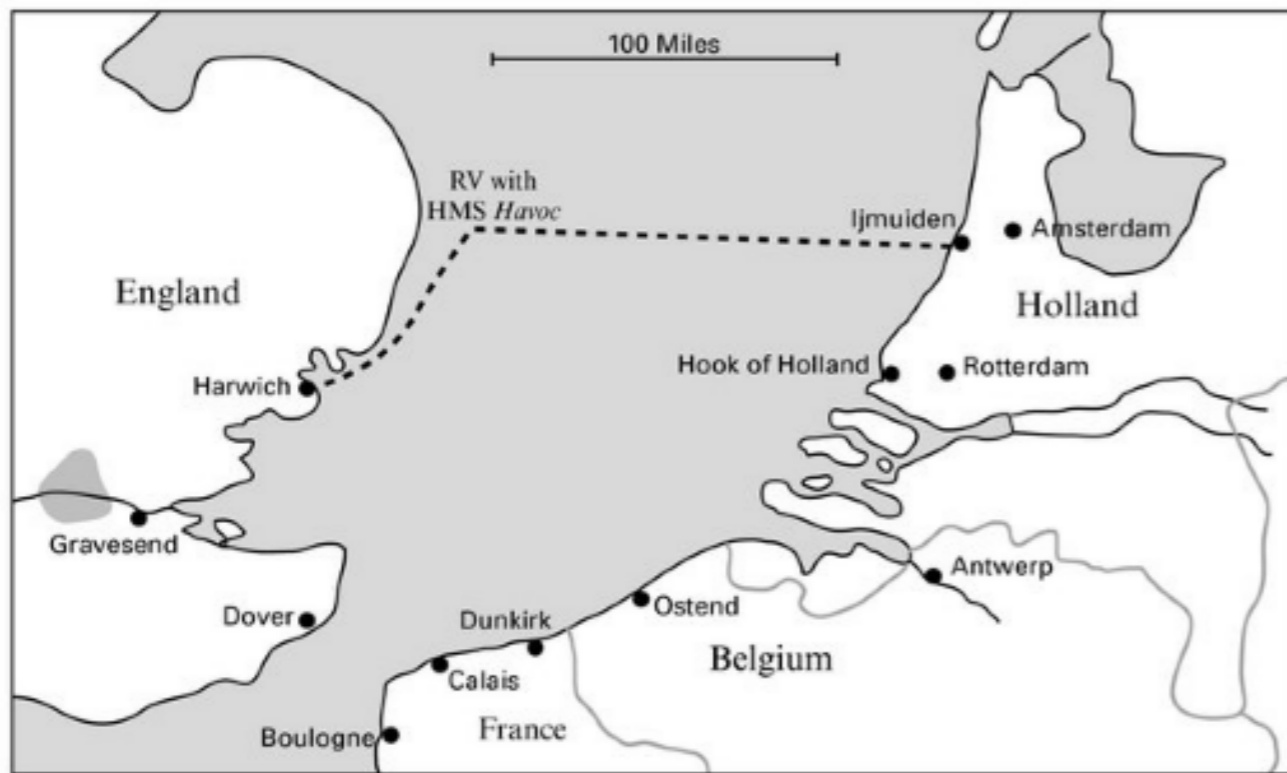 100 Miles
RV with
HMS Havoc
Ijmuiden
Amsterdam
England
Holland
Harwich
Hook of Holland
Rotterdam
Gravesend
Antwerp
Dover
Dunkirk
Ostend
Belgium
Calais
France
Boulogne